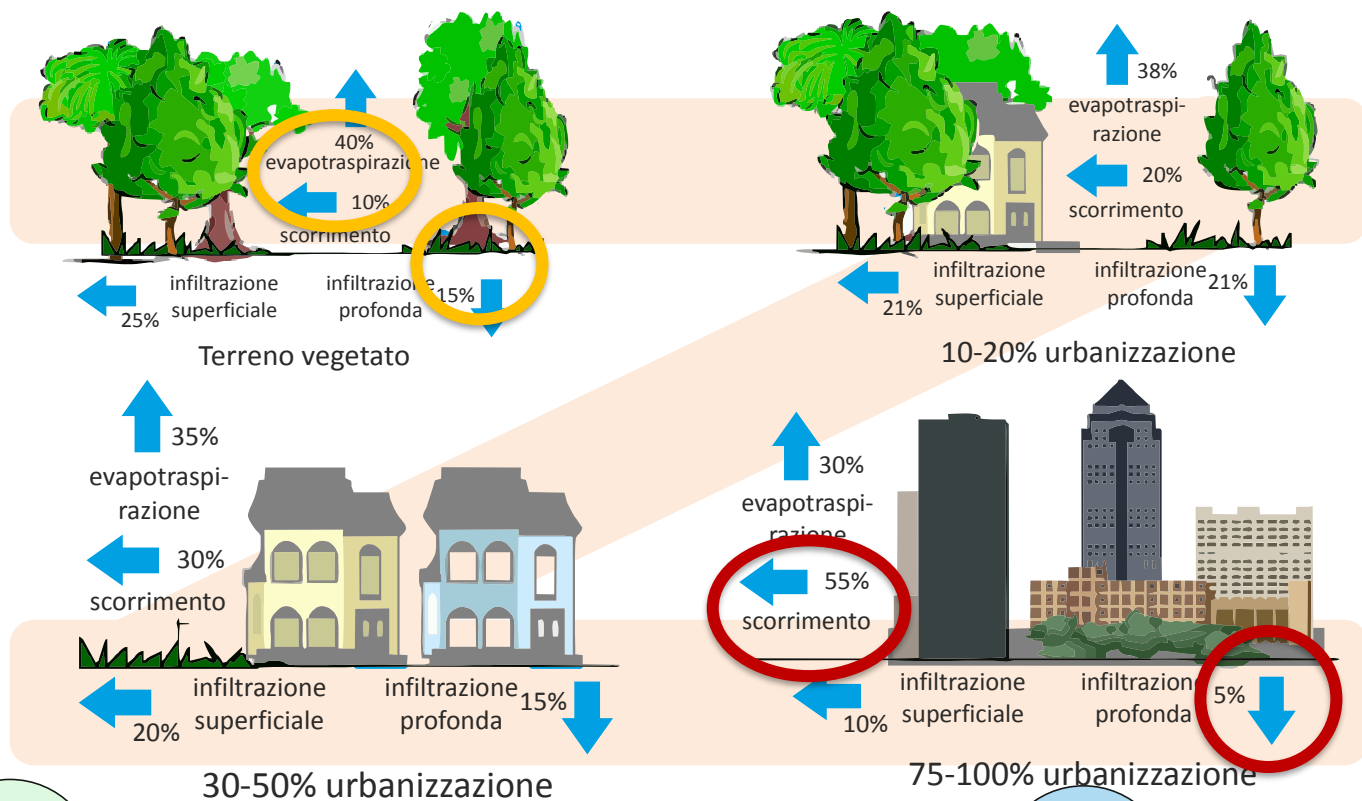 40%
evapotraspirazione
10%
scorrimento
infiltrazione
superficiale
25%
infiltrazione
profonda
15%
Terreno vegetato
38%
evapotraspi-
razione
20%
scorrimento
infiltrazione
superficiale
21%
infiltrazione
profonda
21%
10-20% urbanizzazione
35%
evapotraspi-
razione
30%
scorrimento
infiltrazione
superficiale
20%
infiltrazione
profonda
15%
30-50% urbanizzazione
30%
evapotraspi-
razione
55%
scorrimento
infiltrazione
superficiale
10%
infiltrazione
profonda
5%
75-100% urbanizzazione